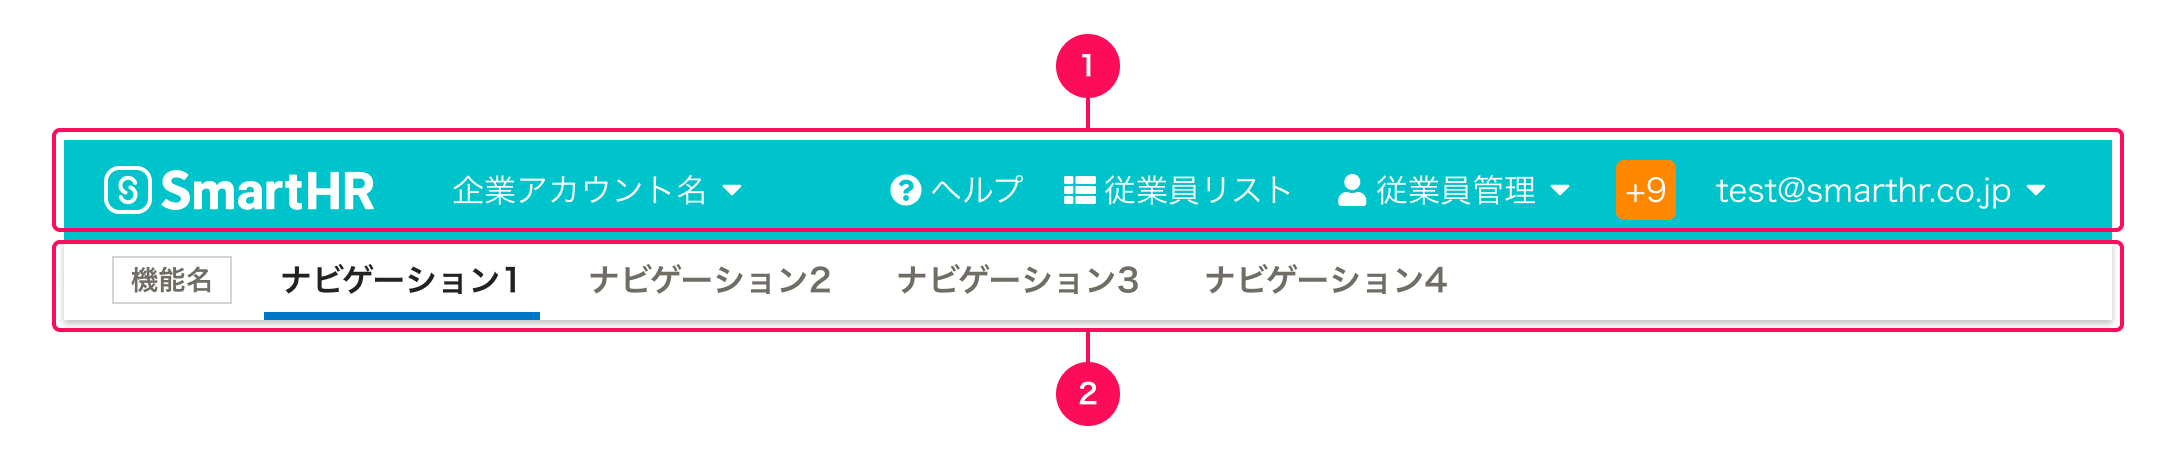 1
SmartHR 企業アカウント名 ヘルプ 従業員リスト 従業員管理 +9 test@smarthr.co.jp
機能名 ナビゲーション1 ナビゲーション2 ナビゲーション3 ナビゲーション4
2